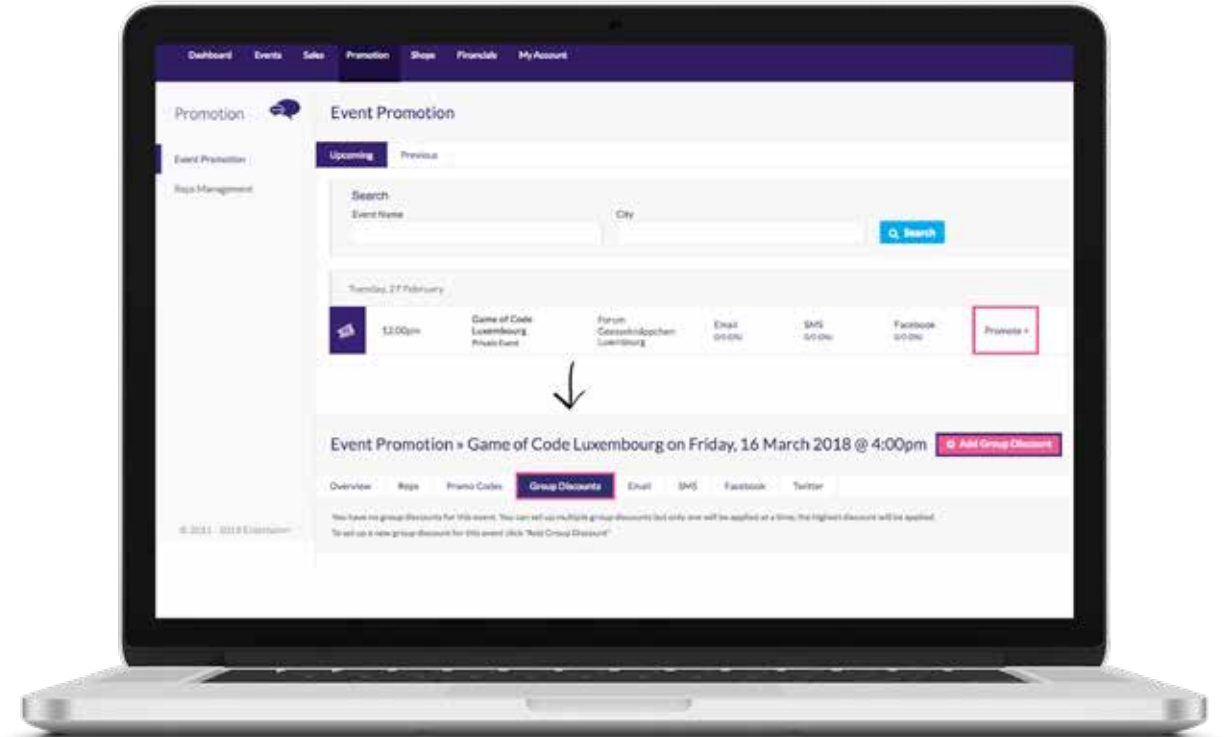 Dashboard Events Sales Promotion Shops Financials My Account
Promotion
Event Promotion
Reps Management
Event Promotion
Upcoming Previous
Search
Event Name City
Search
Tuesday, 27 February
12:00pm
Game of Code
Luxembourg
Private Event
Forum
Geesseknäppchen
Luxembourg
Email
SMS
Facebook
Promote »
Event Promotion » Game of Code Luxembourg on Friday, 16 March 2018 @ 4:00pm
Add Group Discount
Overview Reps Promo Codes Group Discounts Email SMS Facebook Twitter
You have no group discounts for this event. You can set up multiple group discounts but only one will be applied at a time, the highest discount will be applied.
To set up a new group discount for this event click "Add Group Discount"
© 2011 - 2018